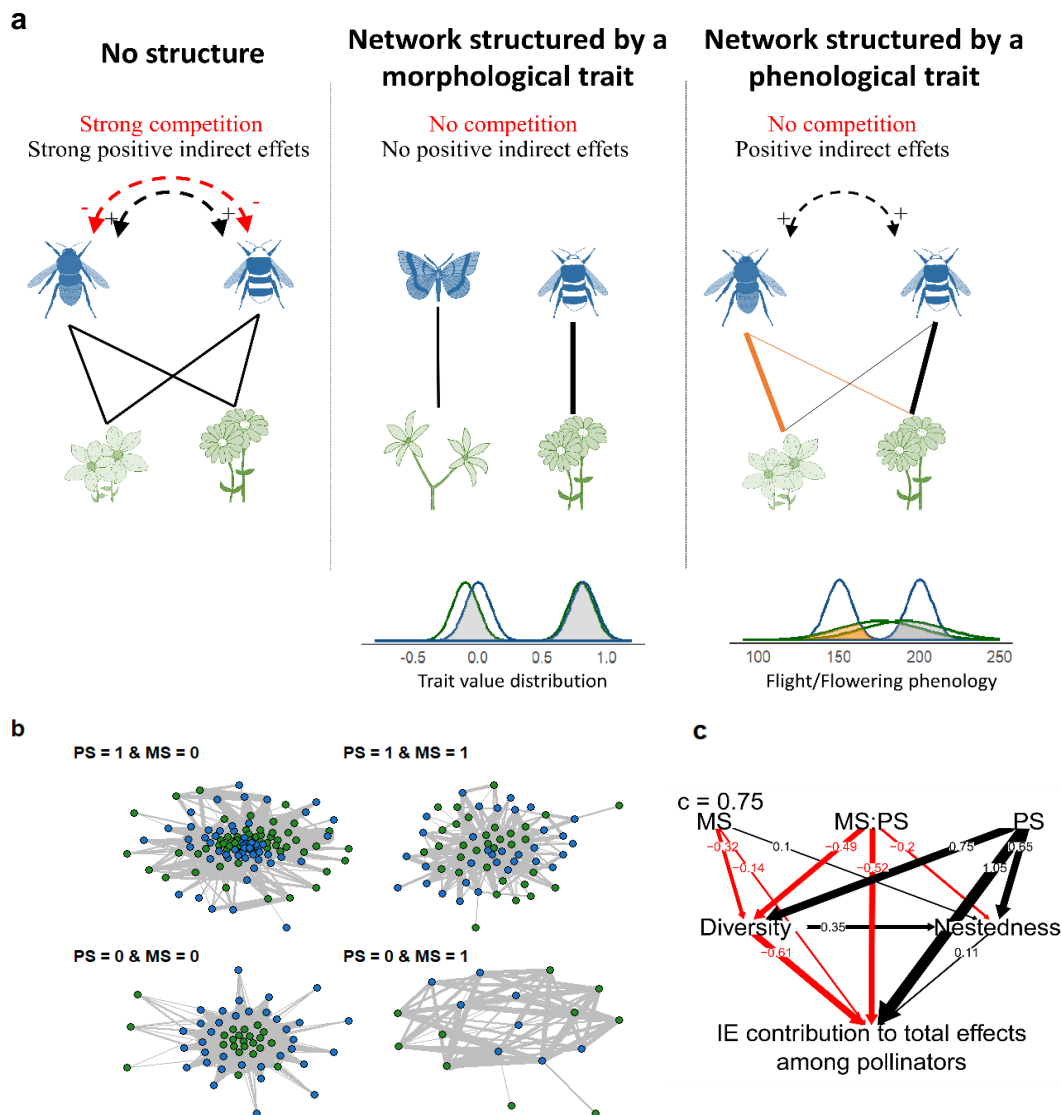 a
No structure
Network structured by a
morphological trait
Network structured by a
phenological trait
Strong competition
Strong positive indirect effets
No competition
No positive indirect effets
No competition
Positive indirect effets
- + + -
+ +
-0.5 0.0 0.5 1.0
Trait value distribution
100 150 200 250
Flight/Flowering phenology
b
PS = 1 & MS = 0
PS = 1 & MS = 1
PS = 0 & MS = 0
PS = 0 & MS = 1
c
c = 0.75
MS MS:PS PS
−0.32 0.1 −0.49 −0.2 0.75 0.65
−0.14 −0.52 1.05
Diversity 0.35 Nestedness
−0.61 0.11
IE contribution to total effects
among pollinators